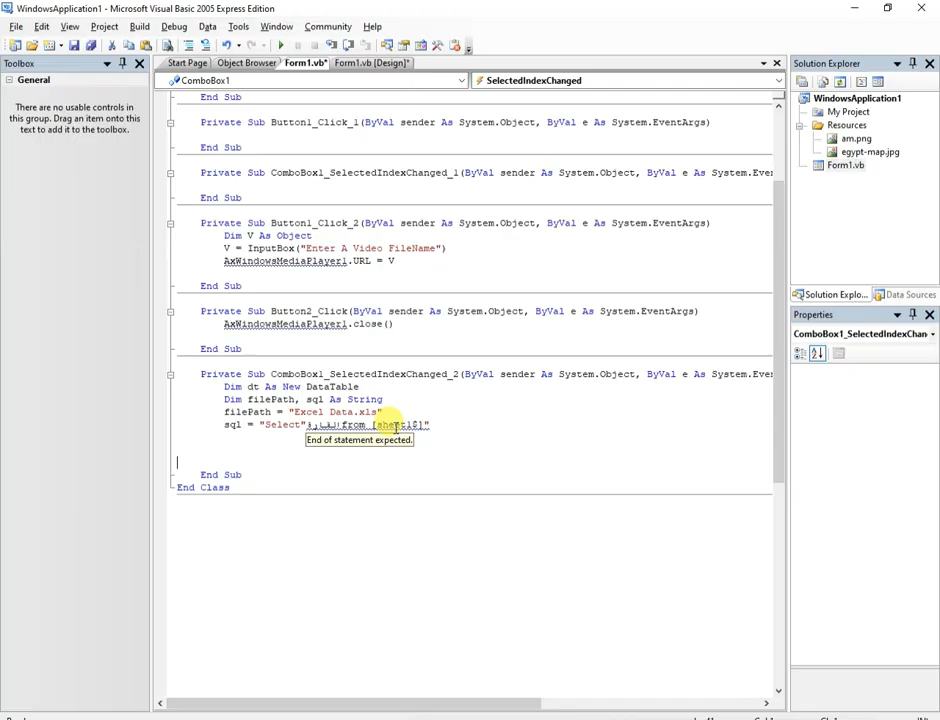 WindowsApplication1 - Microsoft Visual Basic 2005 Express Edition
File Edit View Project Build Debug Data Tools Window Community Help
Toolbox
General
There are no usable controls in
this group. Drag an item onto this
text to add it to the toolbox.
Start Page Object Browser Form1.vb* Form1.vb [Design]*
ComboBox1 SelectedIndexChanged
End Sub
Private Sub Button1_Click_1(ByVal sender As System.Object, ByVal e As System.EventArgs)
End Sub
Private Sub ComboBox1_SelectedIndexChanged_1(ByVal sender As System.Object, ByVal e As System.Even
End Sub
Private Sub Button1_Click_2(ByVal sender As System.Object, ByVal e As System.EventArgs)
Dim V As Object
V = InputBox("Enter A Video FileName")
AxWindowsMediaPlayer1.URL = V
End Sub
Private Sub Button2_Click(ByVal sender As System.Object, ByVal e As System.EventArgs)
AxWindowsMediaPlayer1.close()
End Sub
Private Sub ComboBox1_SelectedIndexChanged_2(ByVal sender As System.Object, ByVal e As System.Even
Dim dt As New DataTable
Dim filePath, sql As String
filePath = "Excel Data.xls"
sql = "Select"القارة from [sheet1$]"
End of statement expected.
End Sub
End Class
Solution Explorer
WindowsApplication1
My Project
Resources
am.png
egypt-map.jpg
Form1.vb
Solution Explo... Data Sources
Properties
ComboBox1_SelectedIndexChan